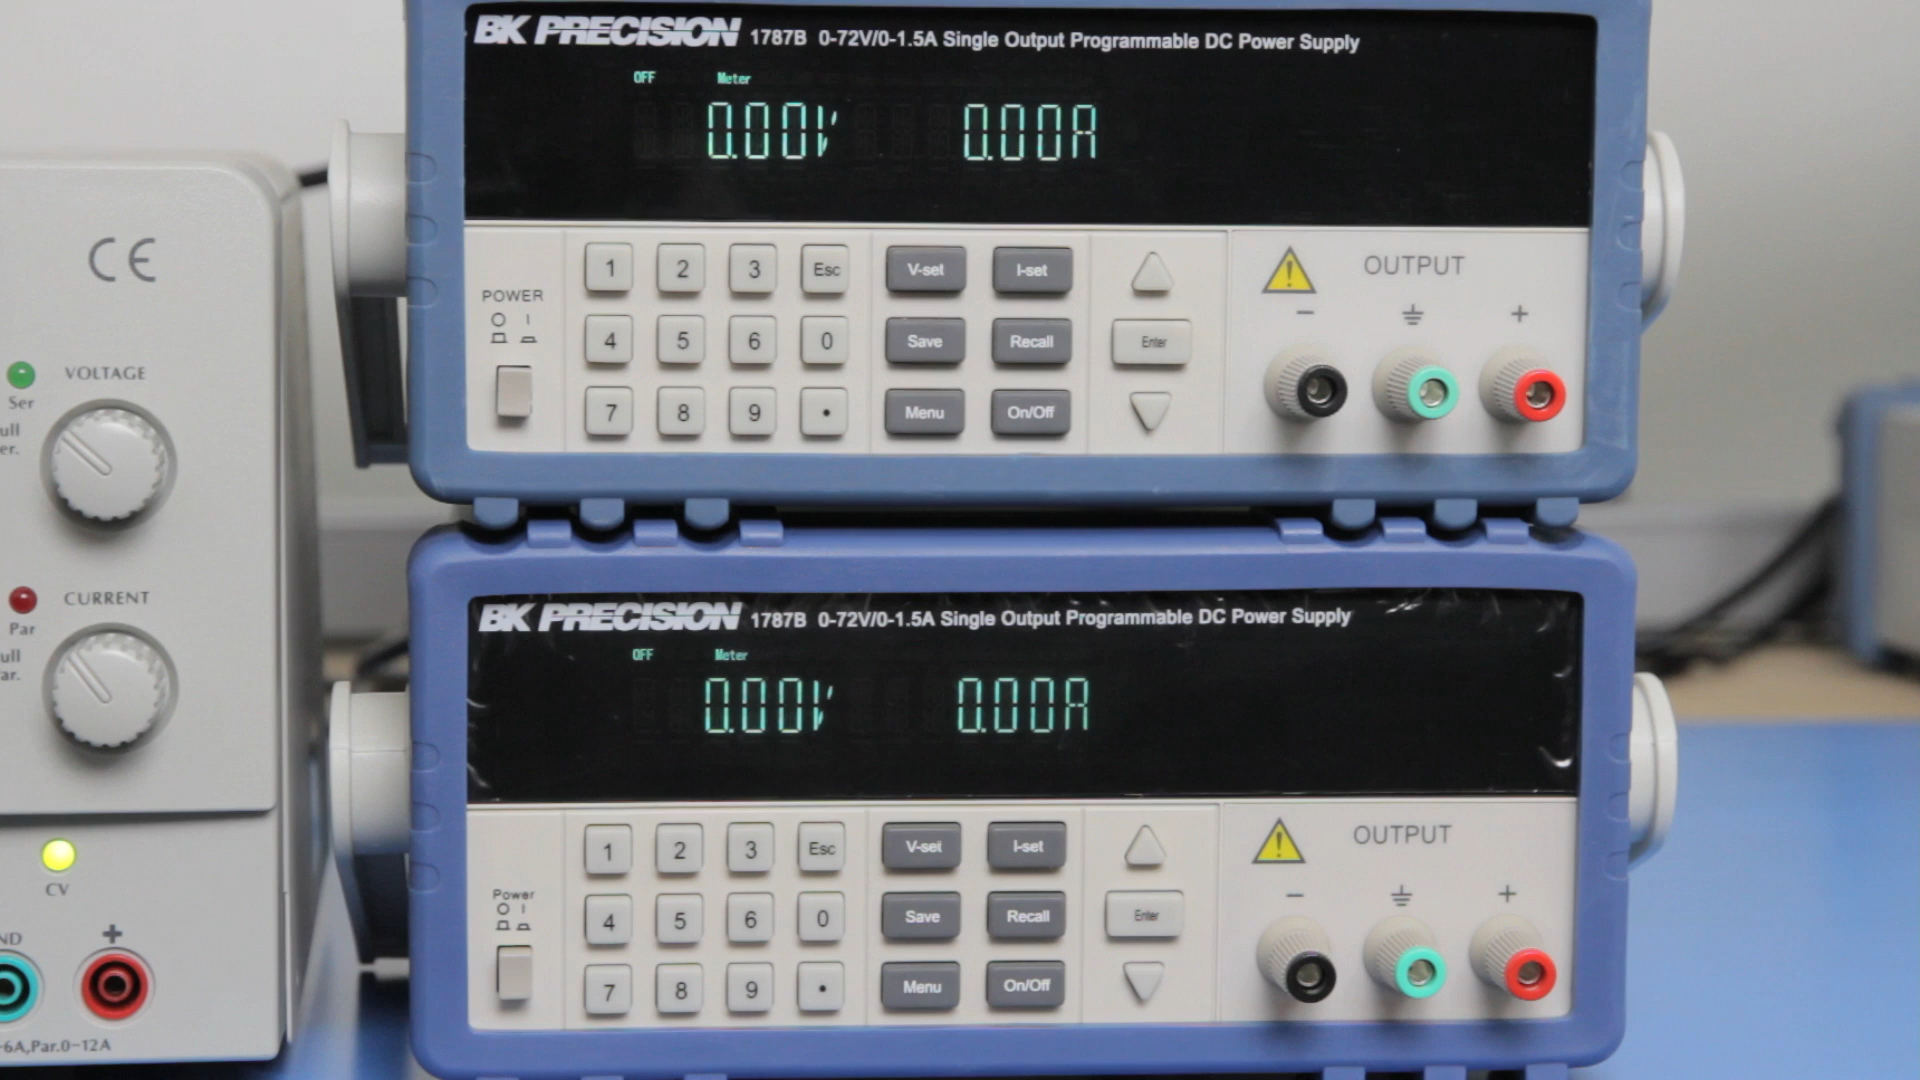 BK PRECISION 1787B 0-72V/0-1.5A Single Output Programmable DC Power Supply
OFF Meter
0.00V 0.00A
POWER
1 2 3 Esc
4 5 6 0
7 8 9 .
V-set I-set
Save Recall
Menu On/Off
Enter
OUTPUT
- +
BK PRECISION 1787B 0-72V/0-1.5A Single Output Programmable DC Power Supply
OFF Meter
0.00V 0.00A
Power
1 2 3 Esc
4 5 6 0
7 8 9 .
V-set I-set
Save Recall
Menu On/Off
Enter
OUTPUT
- +
CE
VOLTAGE
Ser
CURRENT
Par
CV
+
6A,Par.0-12A